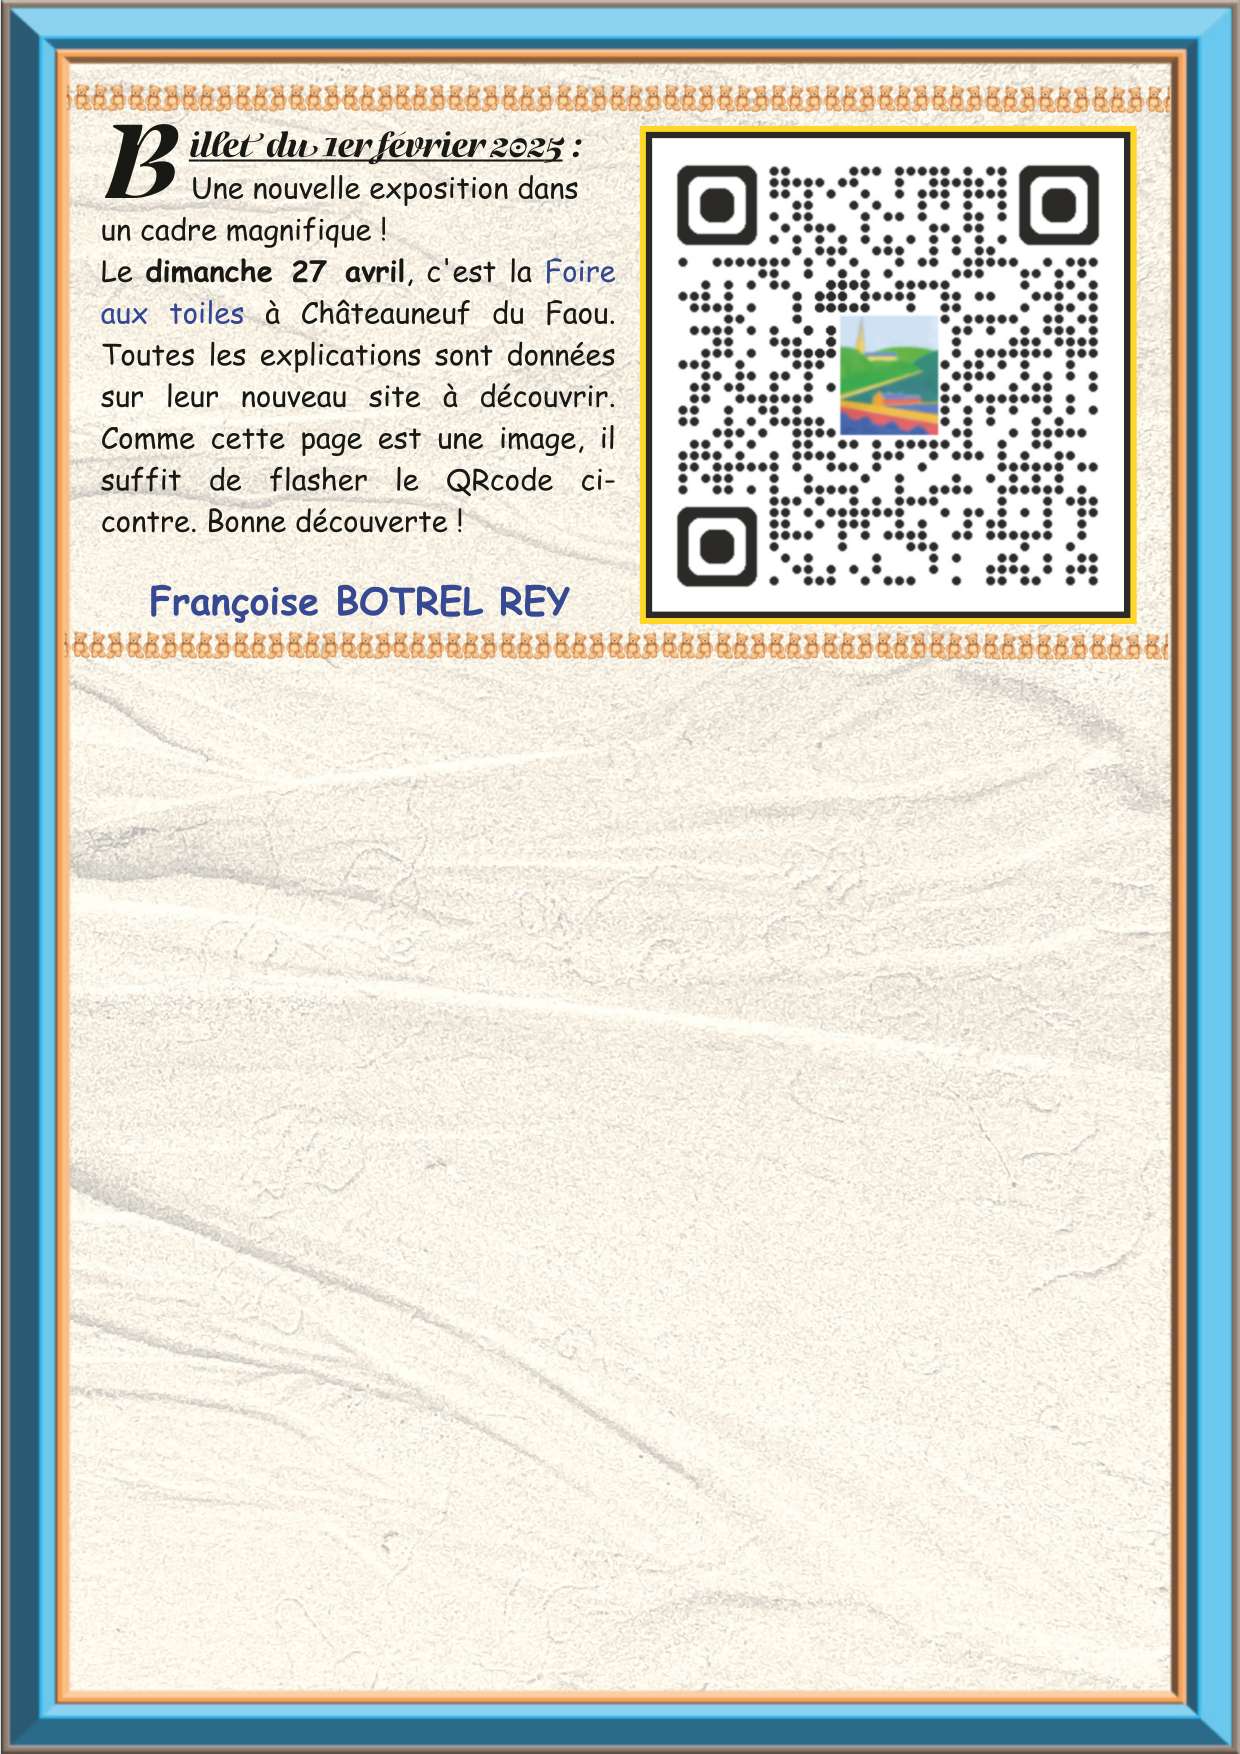 Billet du 1er février 2025 :
Une nouvelle exposition dans
un cadre magnifique !
Le dimanche 27 avril, c'est la Foire
aux toiles à Châteauneuf du Faou.
Toutes les explications sont données
sur leur nouveau site à découvrir.
Comme cette page est une image, il
suffit de flasher le QRcode ci-
contre. Bonne découverte !
Françoise BOTREL REY